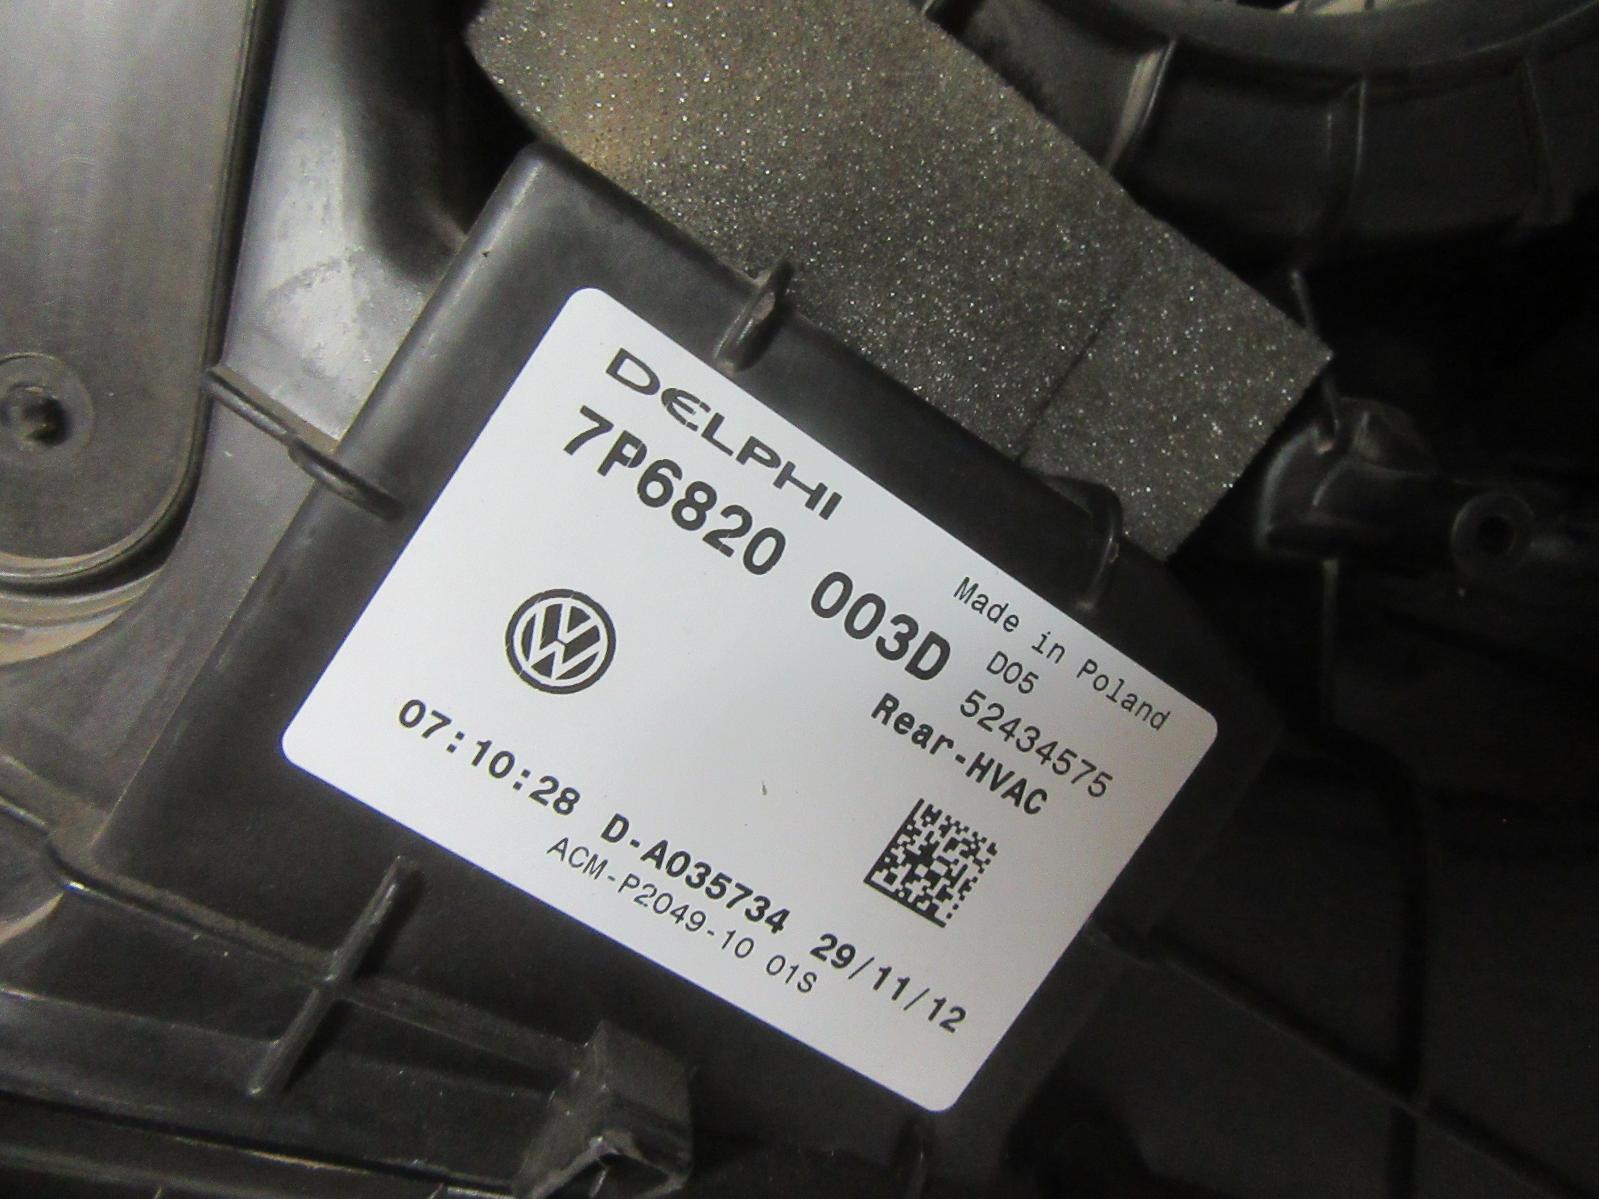 DELPHI
7P6820 003D
Made in Poland
D05
52434575
Rear-HVAC
07:10:28 D-A035734 29/11/12
ACM-P2049-10 01S